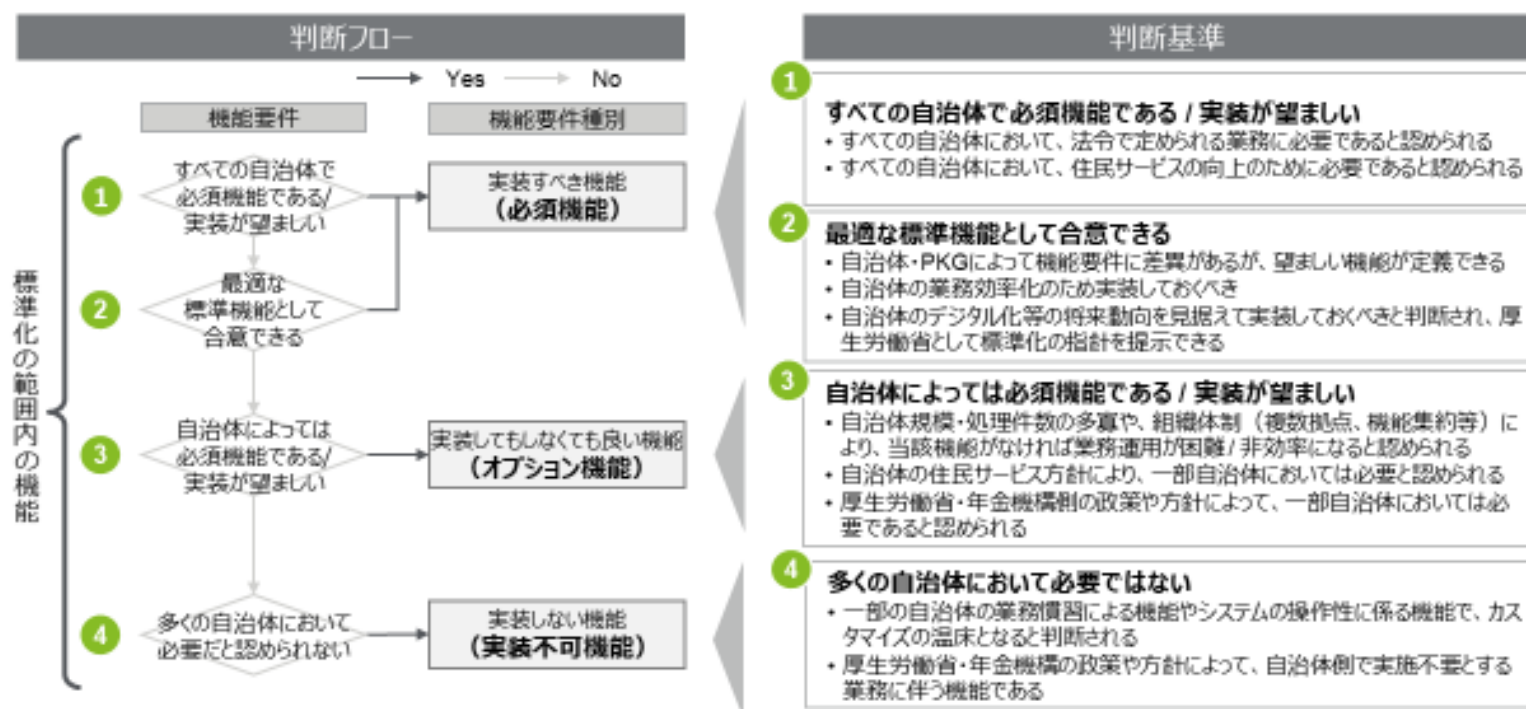 判断フロー
Yes
No
機能要件
機能要件種別
標準化の範囲内の機能
1
すべての自治体で
必須機能である/
実装が望ましい
実装すべき機能
(必須機能)
2
最適な
標準機能として
合意できる
3
自治体によっては
必須機能である/
実装が望ましい
実装してもしなくても良い機能
(オプション機能)
4
多くの自治体において
必要だと認められない
実装しない機能
(実装不可機能)
判断基準
1
すべての自治体で必須機能である / 実装が望ましい
・すべての自治体において、法令で定められる業務に必要であると認められる
・すべての自治体において、住民サービスの向上のために必要であると認められる
2
最適な標準機能として合意できる
・自治体・PKGによって機能要件に差異があるが、望ましい機能が定義できる
・自治体の業務効率化のため実装しておくべき
・自治体のデジタル化等の将来動向を見据えて実装しておくべきと判断され、厚
生労働省として標準化の指針を提示できる
3
自治体によっては必須機能である / 実装が望ましい
・自治体規模・処理件数の多寡や、組織体制（複数拠点、機能集約等）に
より、当該機能がなければ業務運用が困難/ 非効率になると認められる
・自治体の住民サービス方針により、一部自治体においては必要と認められる
・厚生労働省・年金機構側の政策や方針によって、一部自治体においては必
要であると認められる
4
多くの自治体において必要ではない
・一部の自治体の業務慣習による機能やシステムの操作性に係る機能で、カス
タマイズの温床となると判断される
・厚生労働省・年金機構の政策や方針によって、自治体側で実施不要とする
業務に伴う機能である